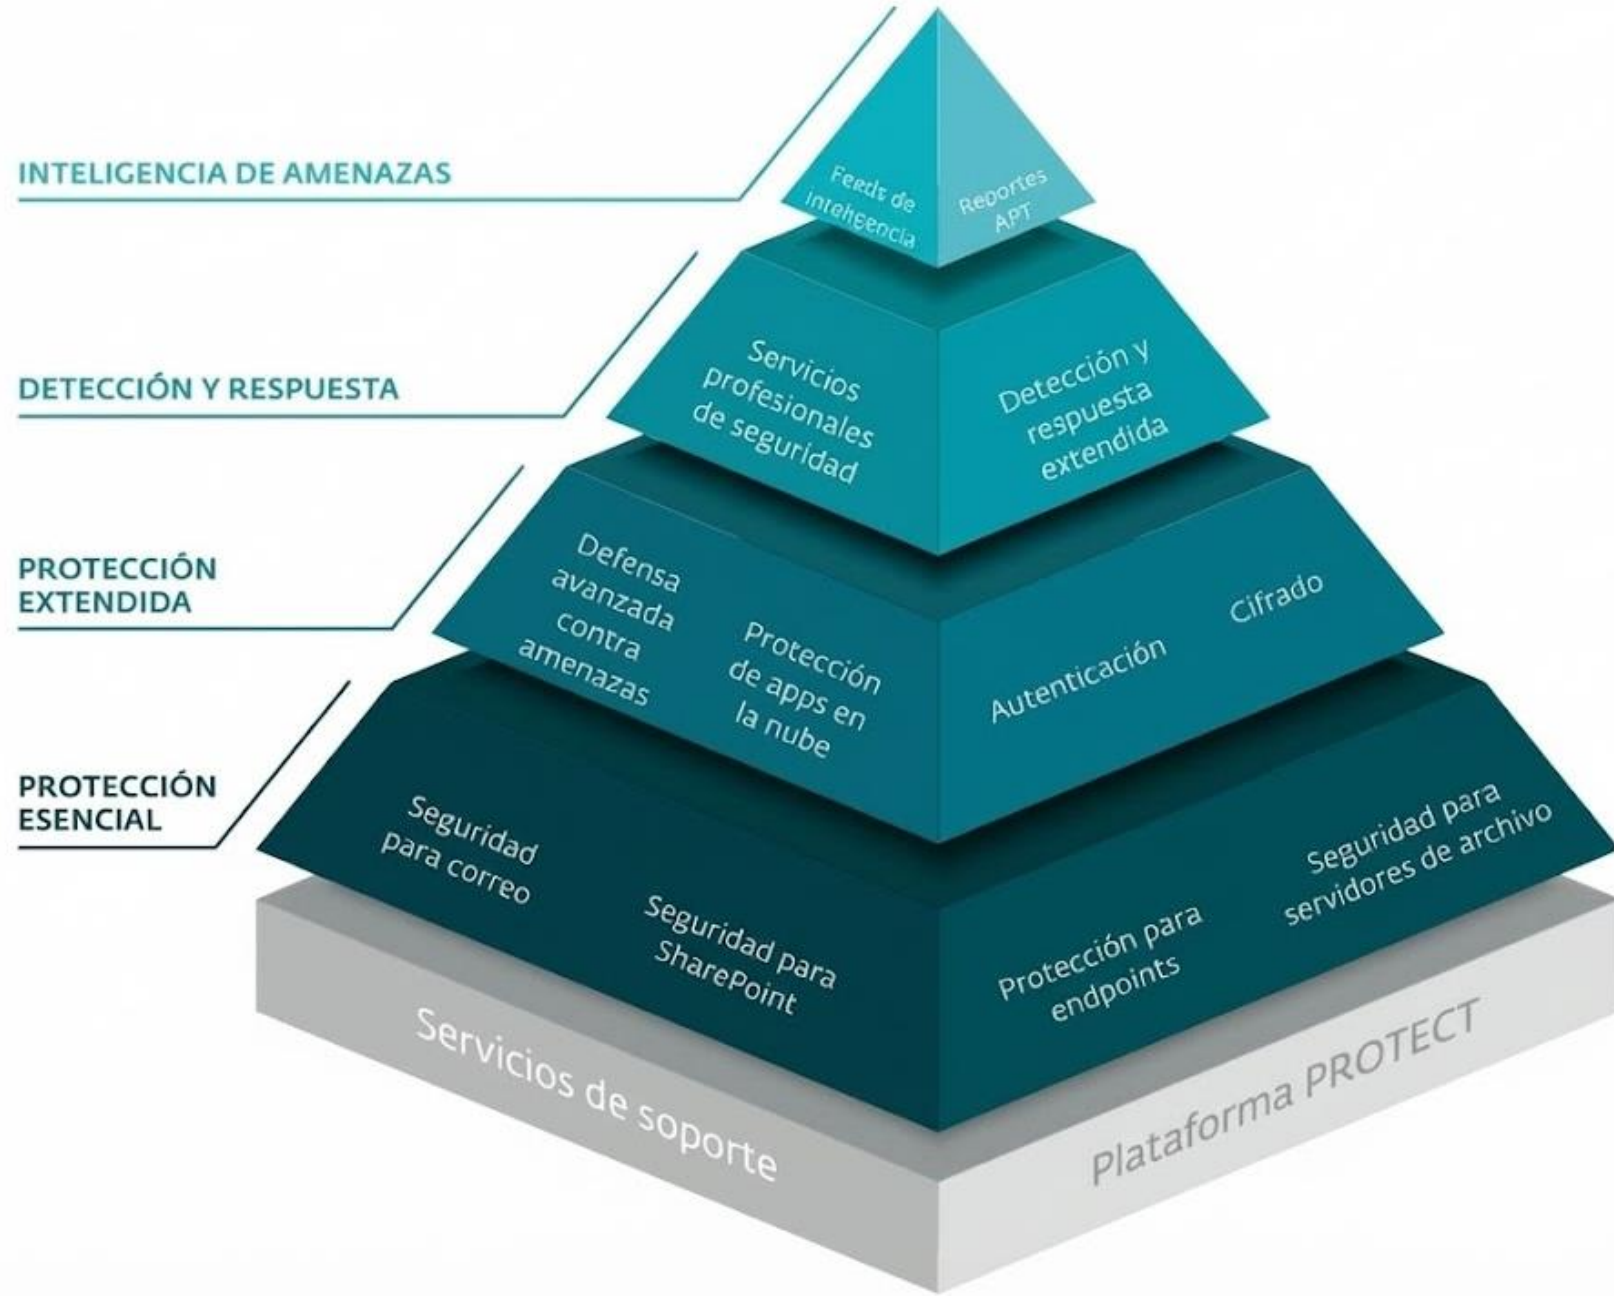 INTELIGENCIA DE AMENAZAS
Feeds de
inteligencia
Reportes
APT
DETECCIÓN Y RESPUESTA
Servicios
profesionales
de seguridad
Detección y
respuesta
extendida
PROTECCIÓN
EXTENDIDA
Defensa
avanzada
contra
amenazas
Protección
de apps en
la nube
Autenticación
Cifrado
PROTECCIÓN
ESENCIAL
Seguridad
para correo
Seguridad para
SharePoint
Protección para
endpoints
Seguridad para
servidores de archivo
Servicios de soporte
Plataforma PROTECT